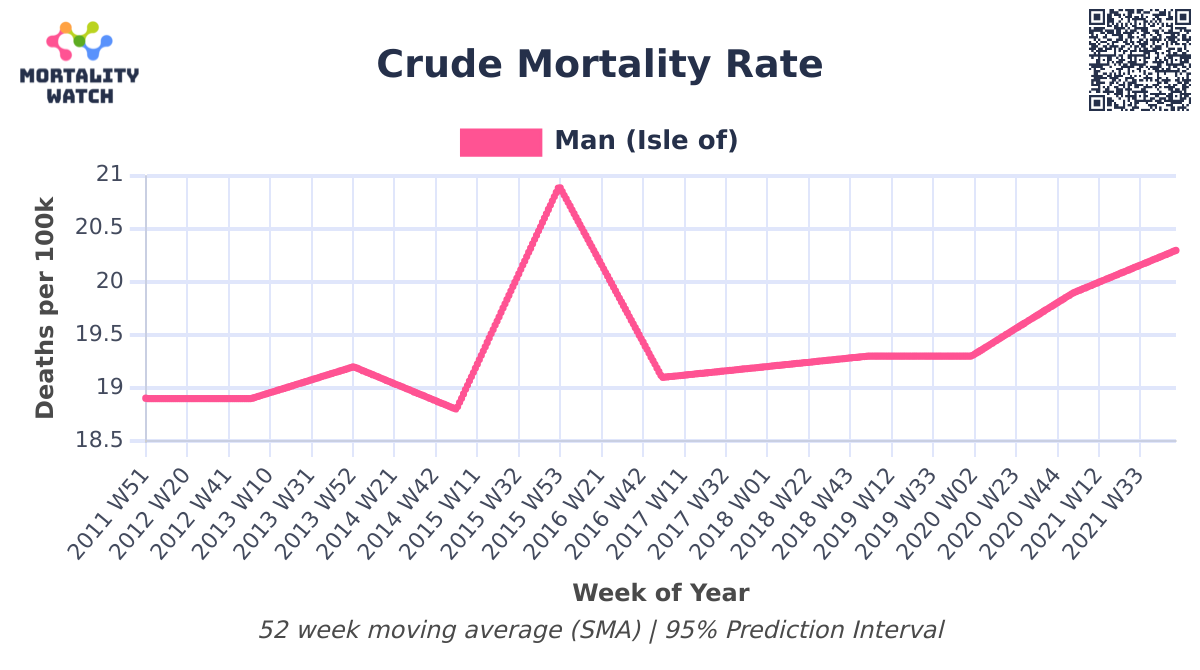 MORTALITY
WATCH
Crude Mortality Rate
Man (Isle of)
Deaths per 100k
21
20.5
20
19.5
19
18.5
2011 W51
2012 W20
2012 W41
2013 W10
2013 W31
2013 W52
2014 W21
2014 W42
2015 W11
2015 W32
2015 W53
2016 W21
2016 W42
2017 W11
2017 W32
2018 W01
2018 W22
2018 W43
2019 W12
2019 W33
2020 W02
2020 W23
2020 W44
2021 W12
2021 W33
Week of Year
52 week moving average (SMA) | 95% Prediction Interval